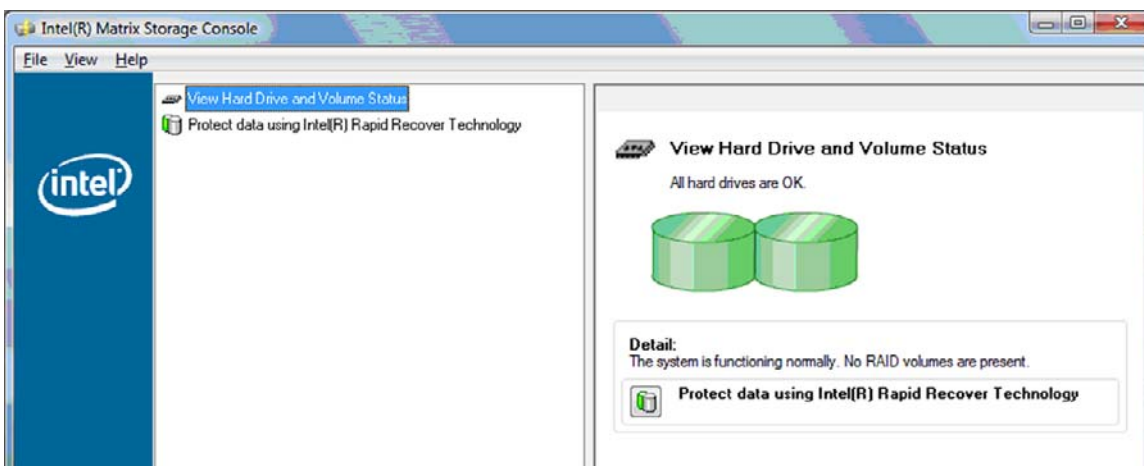 Intel(R) Matrix Storage Console
File View Help
View Hard Drive and Volume Status
Protect data using Intel(R) Rapid Recover Technology
intel
View Hard Drive and Volume Status
All hard drives are OK.
Detail:
The system is functioning normally. No RAID volumes are present.
Protect data using Intel(R) Rapid Recover Technology